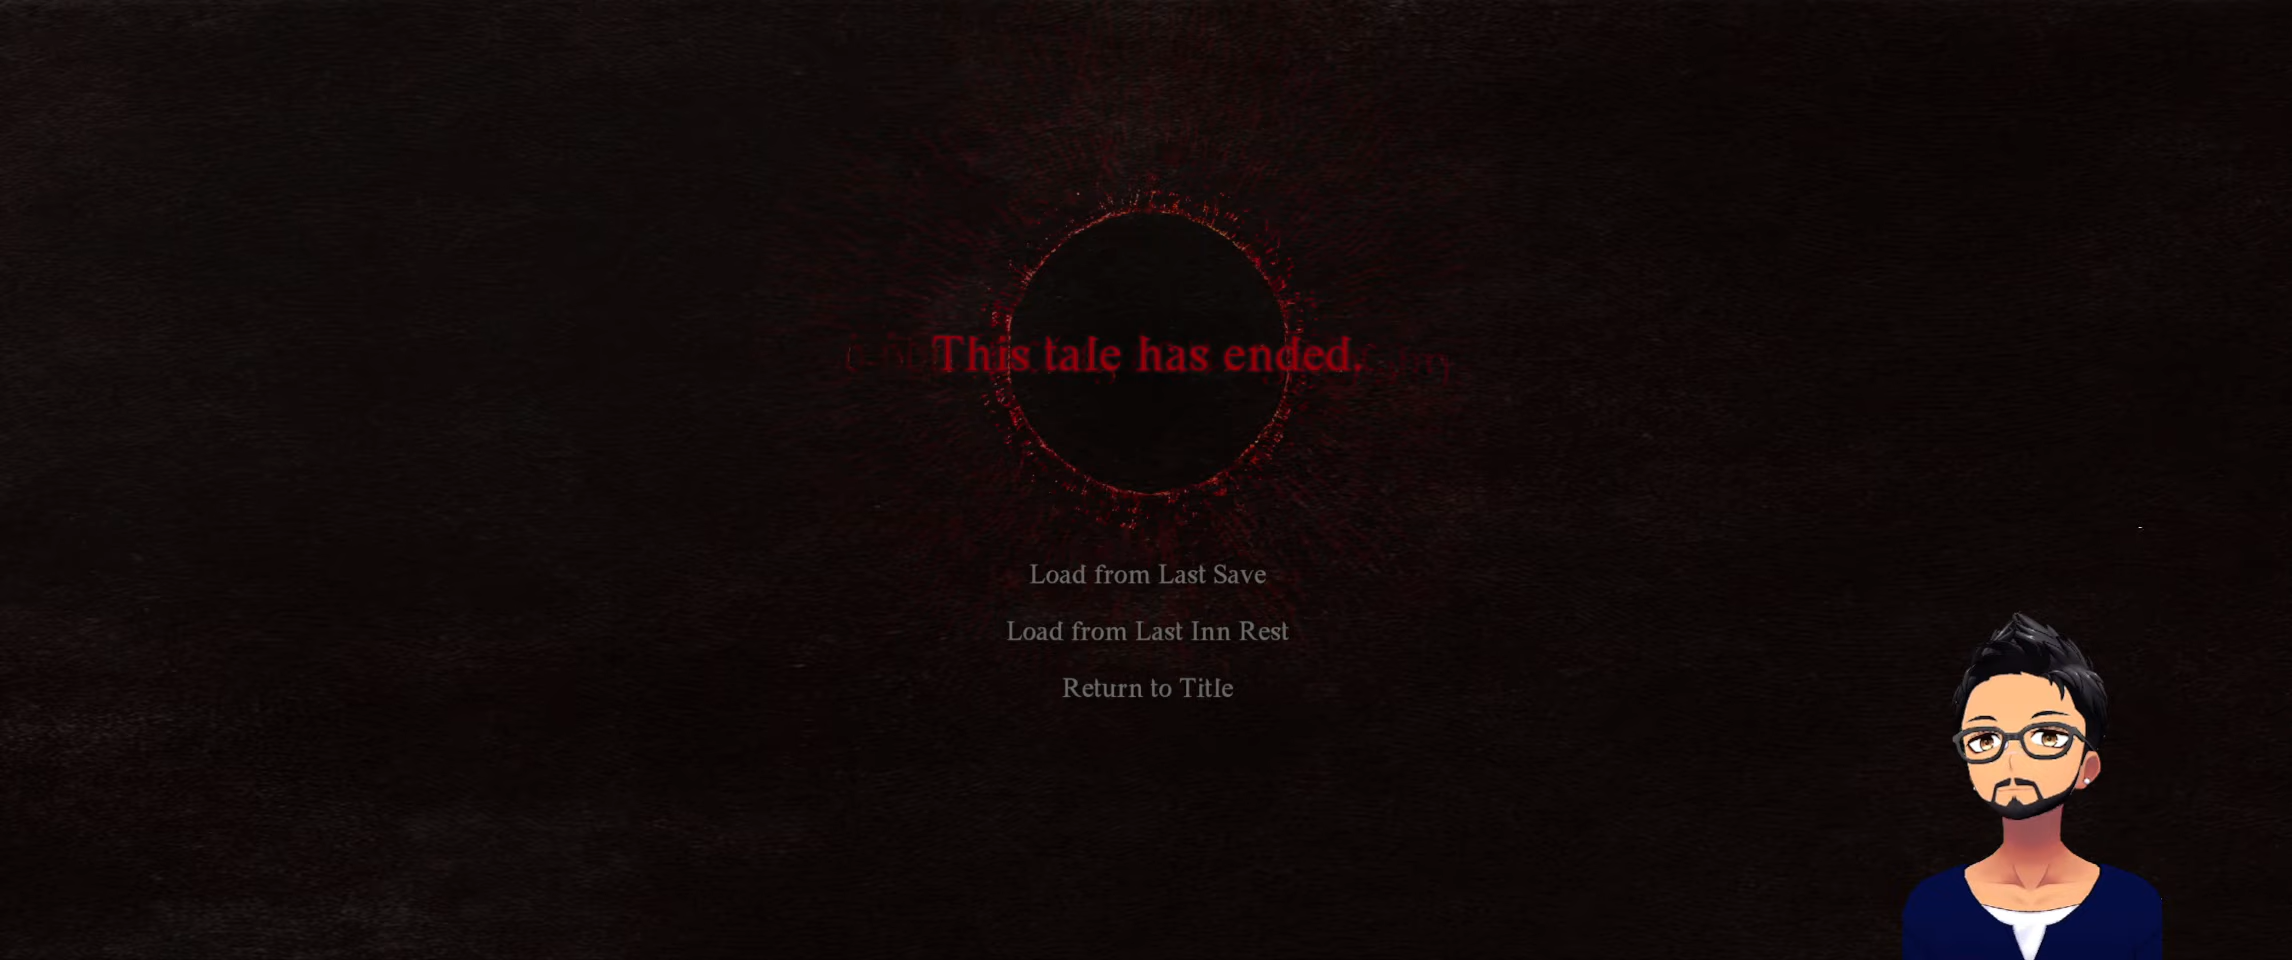 This tale has ended.
Load from Last Save
Load from Last Inn Rest
Return to Title